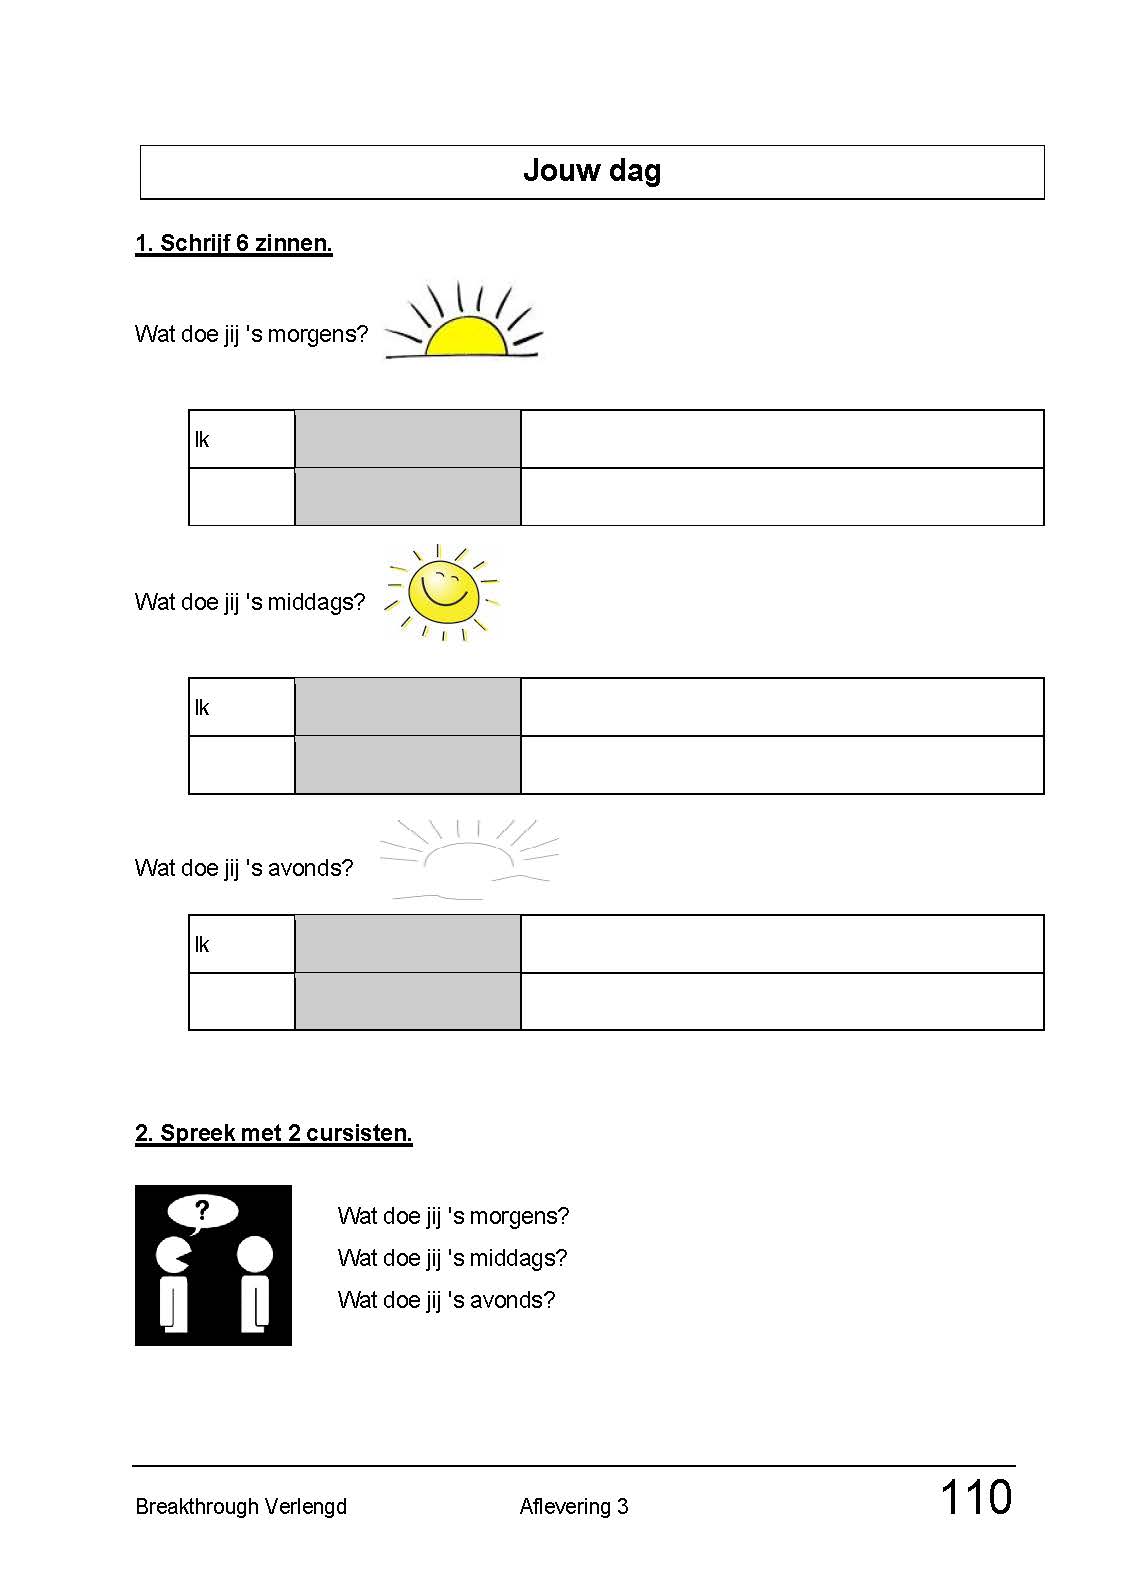 Jouw dag
1. Schrijf 6 zinnen.
Wat doe jij 's morgens?
Ik
Wat doe jij 's middags?
Ik
Wat doe jij 's avonds?
Ik
2. Spreek met 2 cursisten.
?
Wat doe jij 's morgens?
Wat doe jij 's middags?
Wat doe jij 's avonds?
Breakthrough Verlengd Aflevering 3 110